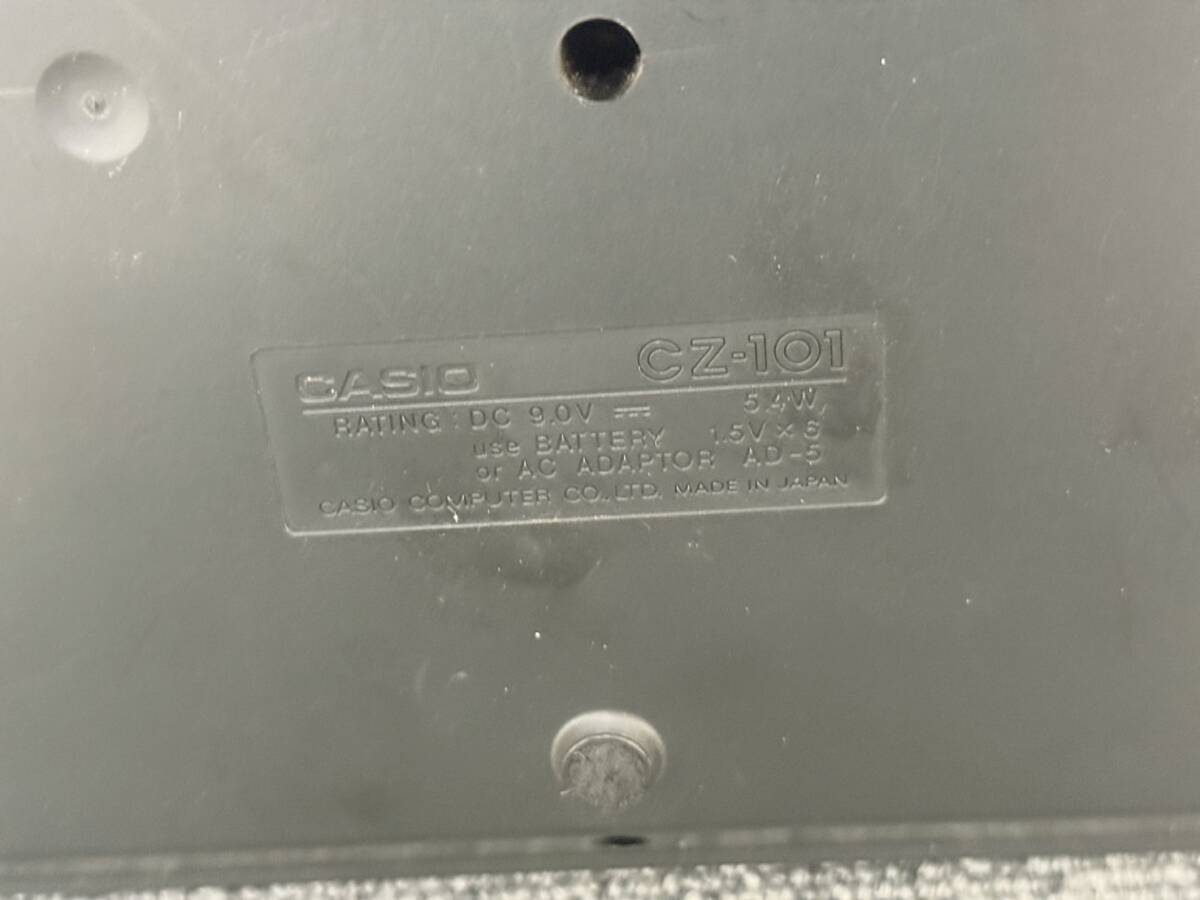 CASIO CZ-101
RATING : DC 9.0V ⎓ 5.4W,
use BATTERY 1.5V × 6
or AC ADAPTOR AD-5
CASIO COMPUTER CO., LTD. MADE IN JAPAN